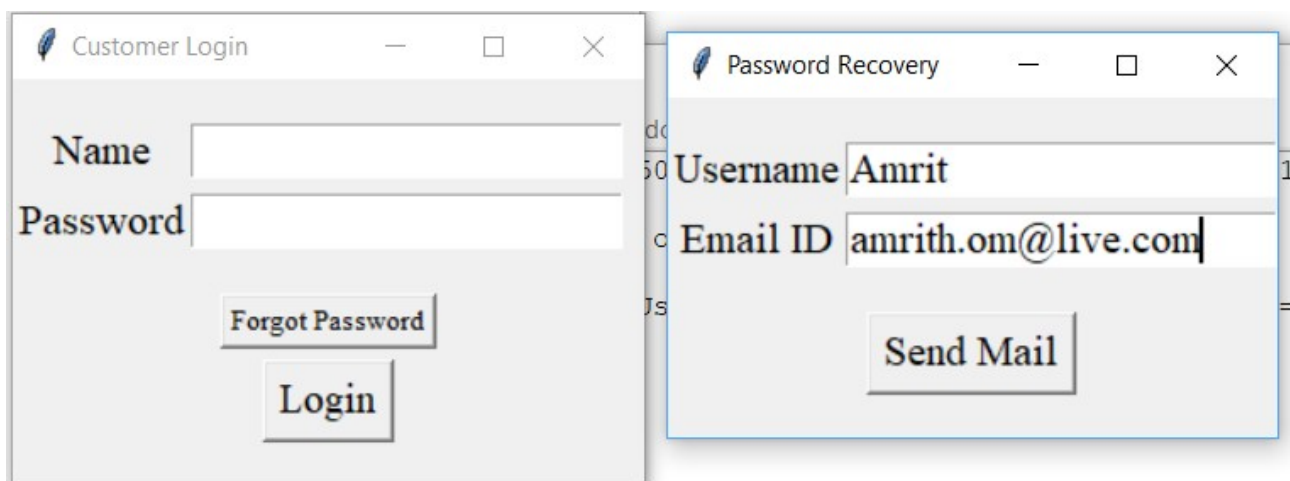 Customer Login
Name
Password
Forgot Password
Login
Password Recovery
Username Amrit
Email ID amrith.om@live.com
Send Mail